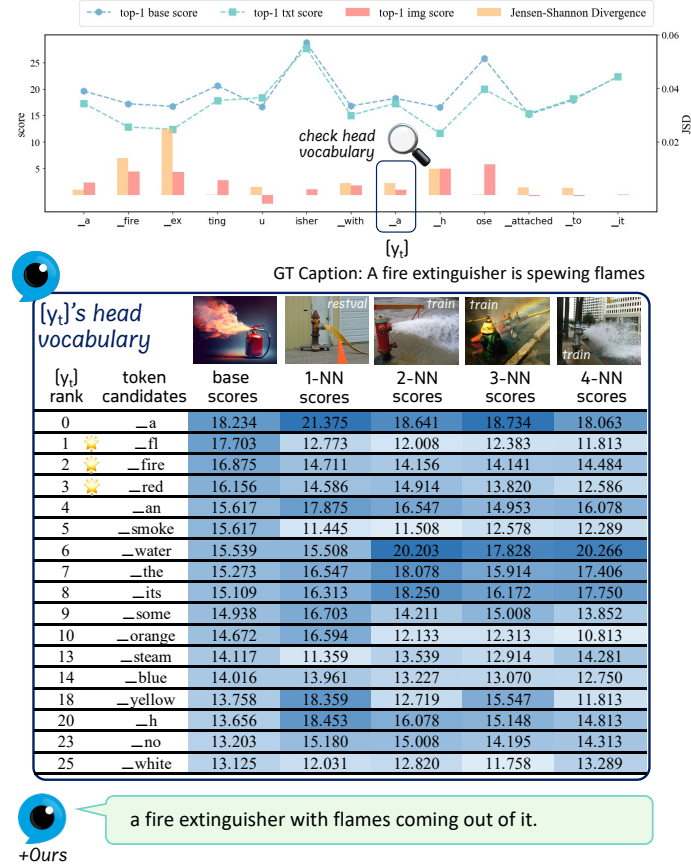 top-1 base score top-1 txt score top-1 img score Jensen-Shannon Divergence
25
20
15
10
5
score
0.06
0.04
0.02
JSD
check head
vocabulary
_a _fire _ex ting u isher _with _a _h ose _attached _to _it
[yt]
GT Caption: A fire extinguisher is spewing flames
[yt]'s head
vocabulary
restval train train train
[yt] rank token candidates base scores 1-NN scores 2-NN scores 3-NN scores 4-NN scores
0 _a 18.234 21.375 18.641 18.734 18.063
1 _fl 17.703 12.773 12.008 12.383 11.813
2 _fire 16.875 14.711 14.156 14.141 14.484
3 _red 16.156 14.586 14.914 13.820 12.586
4 _an 15.617 17.875 16.547 14.953 16.078
5 _smoke 15.617 11.445 11.508 12.578 12.289
6 _water 15.539 15.508 20.203 17.828 20.266
7 _the 15.273 16.547 18.078 15.914 17.406
8 _its 15.109 16.313 18.250 16.172 17.750
9 _some 14.938 16.703 14.211 15.008 13.852
10 _orange 14.672 16.594 12.133 12.313 10.813
13 _steam 14.117 11.359 13.539 12.914 14.281
14 _blue 14.016 13.961 13.227 13.070 12.750
18 _yellow 13.758 18.359 12.719 15.547 11.813
20 _h 13.656 18.453 16.078 15.148 14.813
23 _no 13.203 15.180 15.008 14.195 14.313
25 _white 13.125 12.031 12.820 11.758 13.289
a fire extinguisher with flames coming out of it.
+Ours